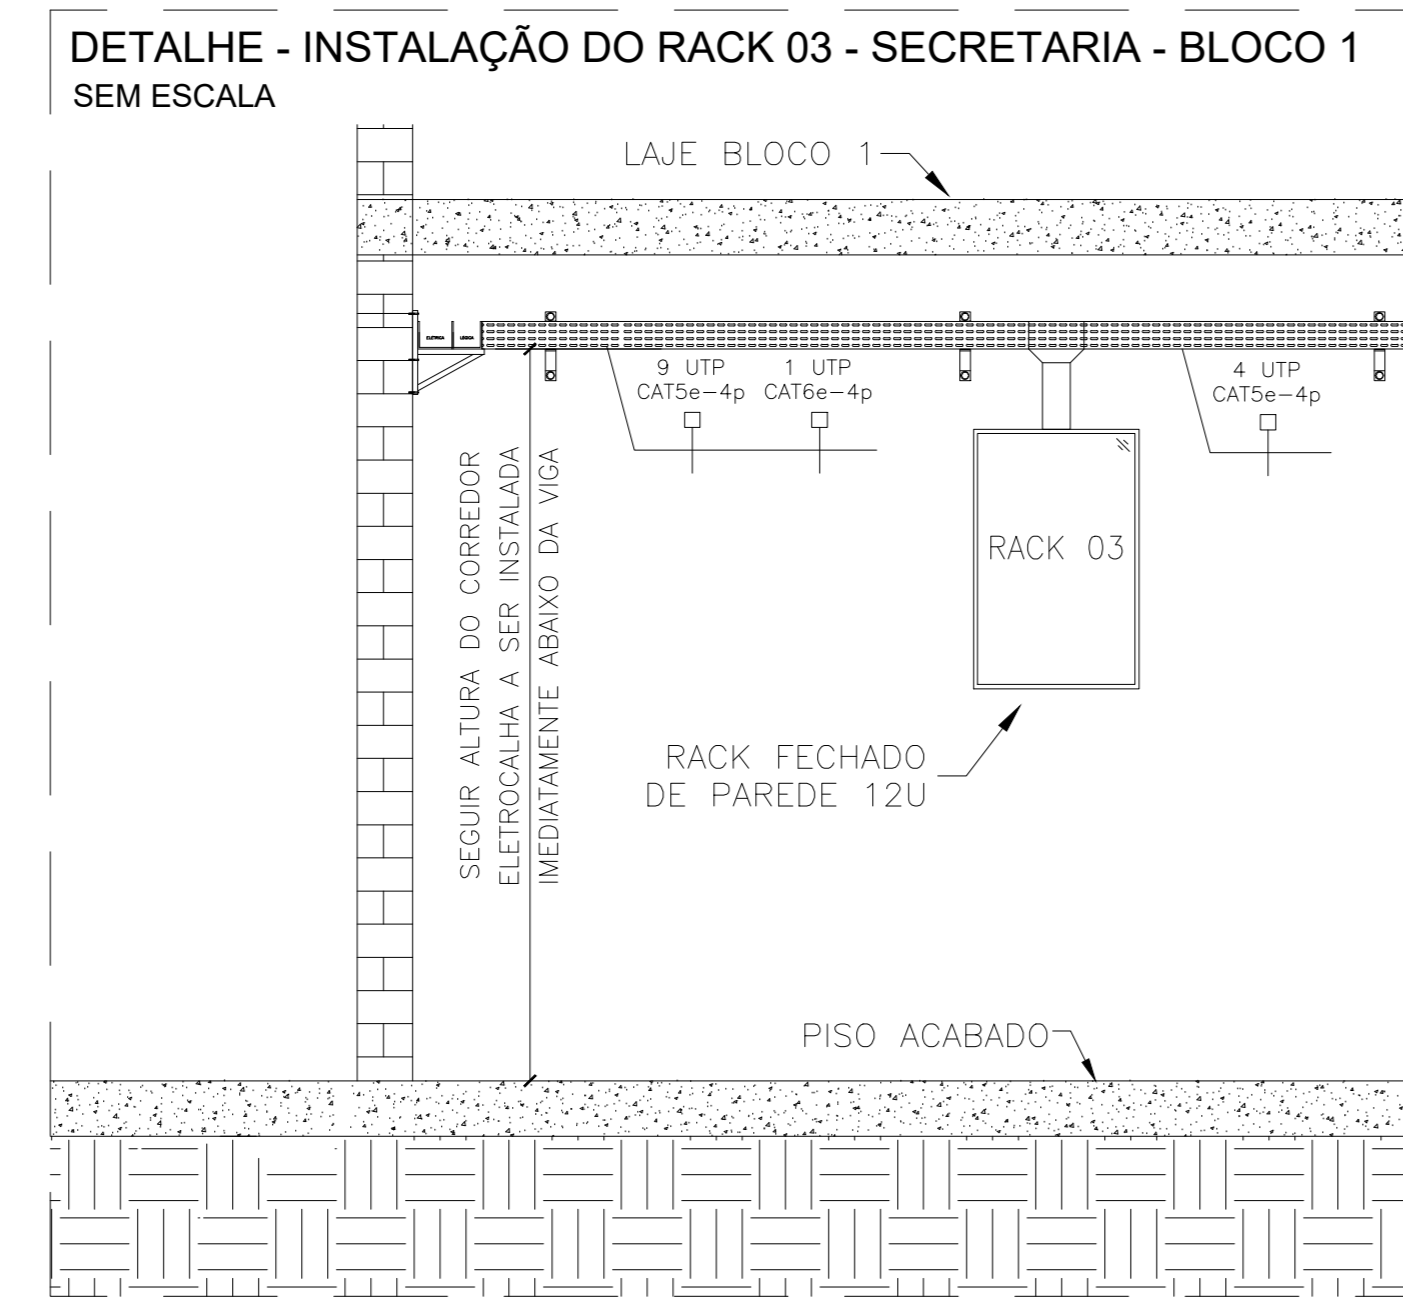 DETALHE - INSTALAÇÃO DO RACK 03 - SECRETARIA - BLOCO 1
SEM ESCALA
LAJE BLOCO 1
ELÉTRICA
LÓGICA
9 UTP
CAT5e-4p
1 UTP
CAT6e-4p
4 UTP
CAT5e-4p
SEGUIR ALTURA DO CORREDOR
ELETROCALHA A SER INSTALADA
IMEDIATAMENTE ABAIXO DA VIGA
RACK 03
RACK FECHADO
DE PAREDE 12U
PISO ACABADO